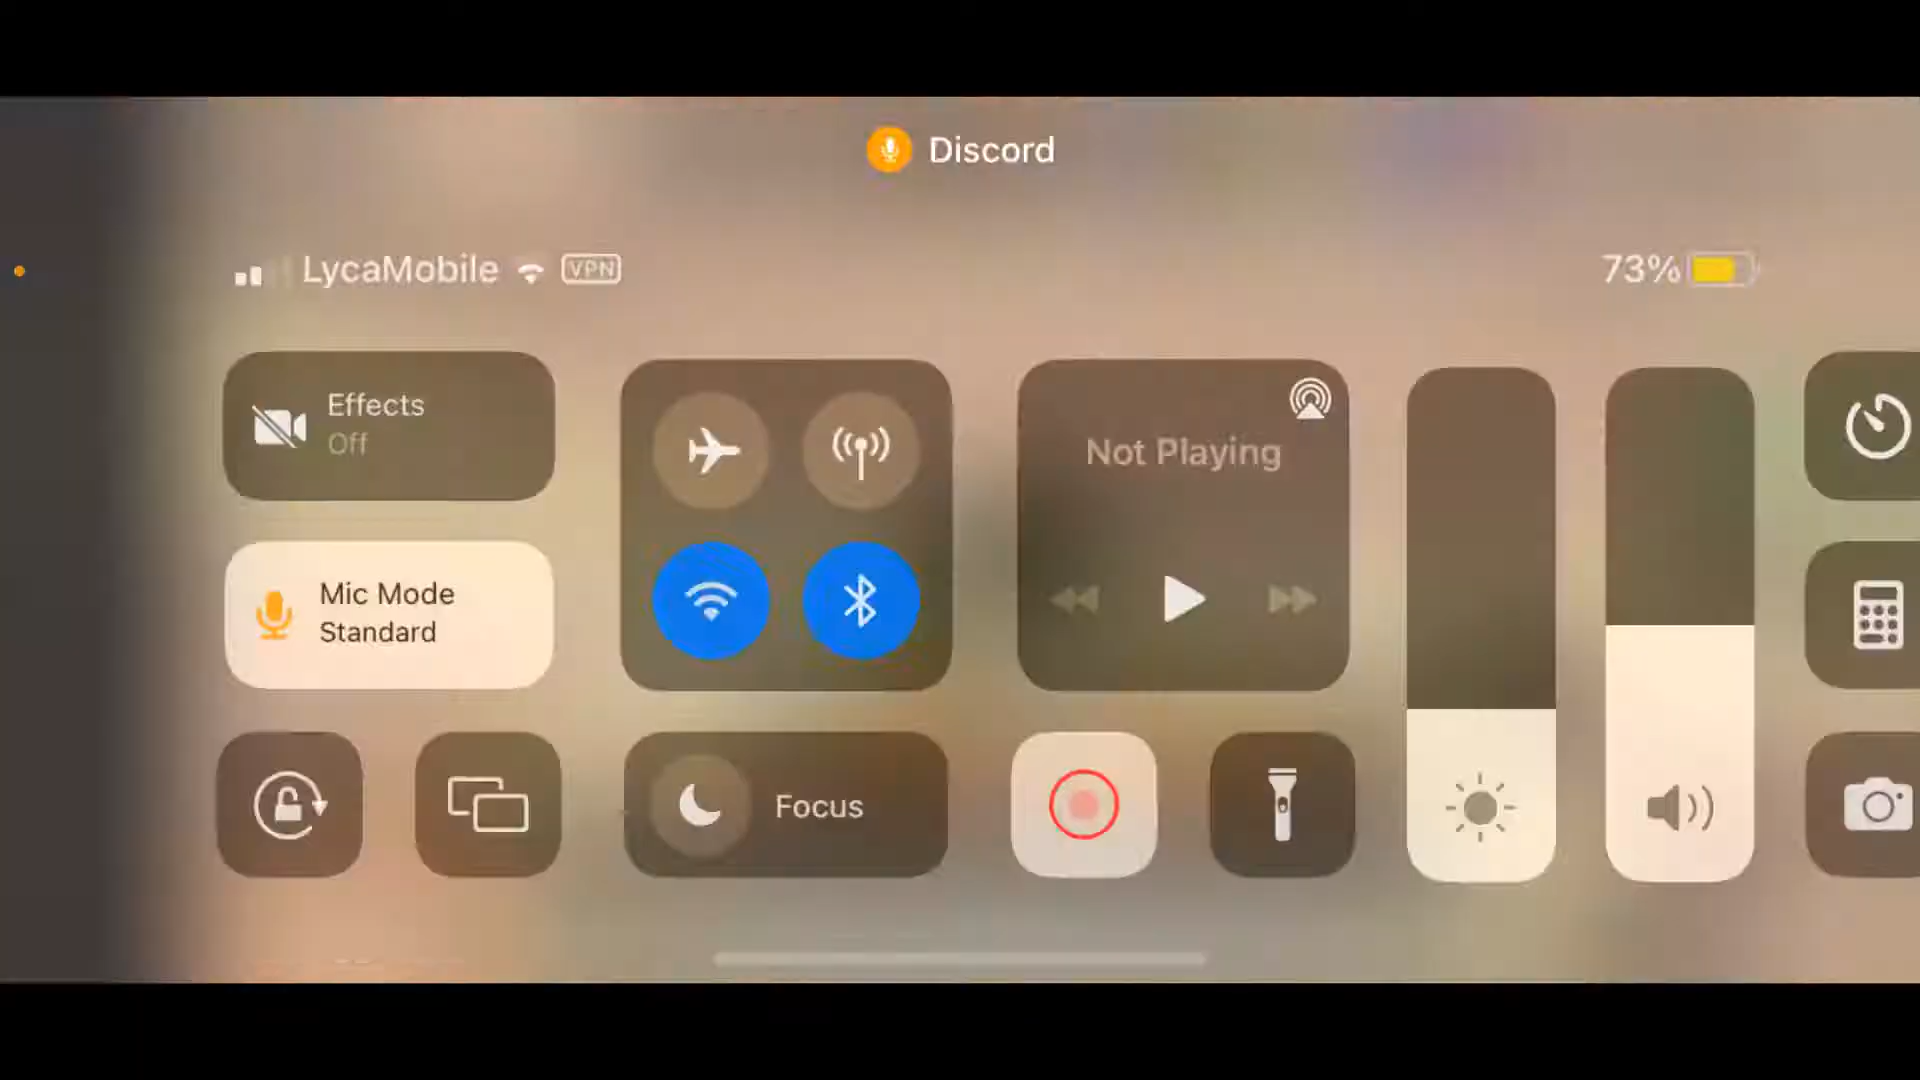 Discord
LycaMobile VPN
73%
Effects
Off
Not Playing
Mic Mode
Standard
Focus